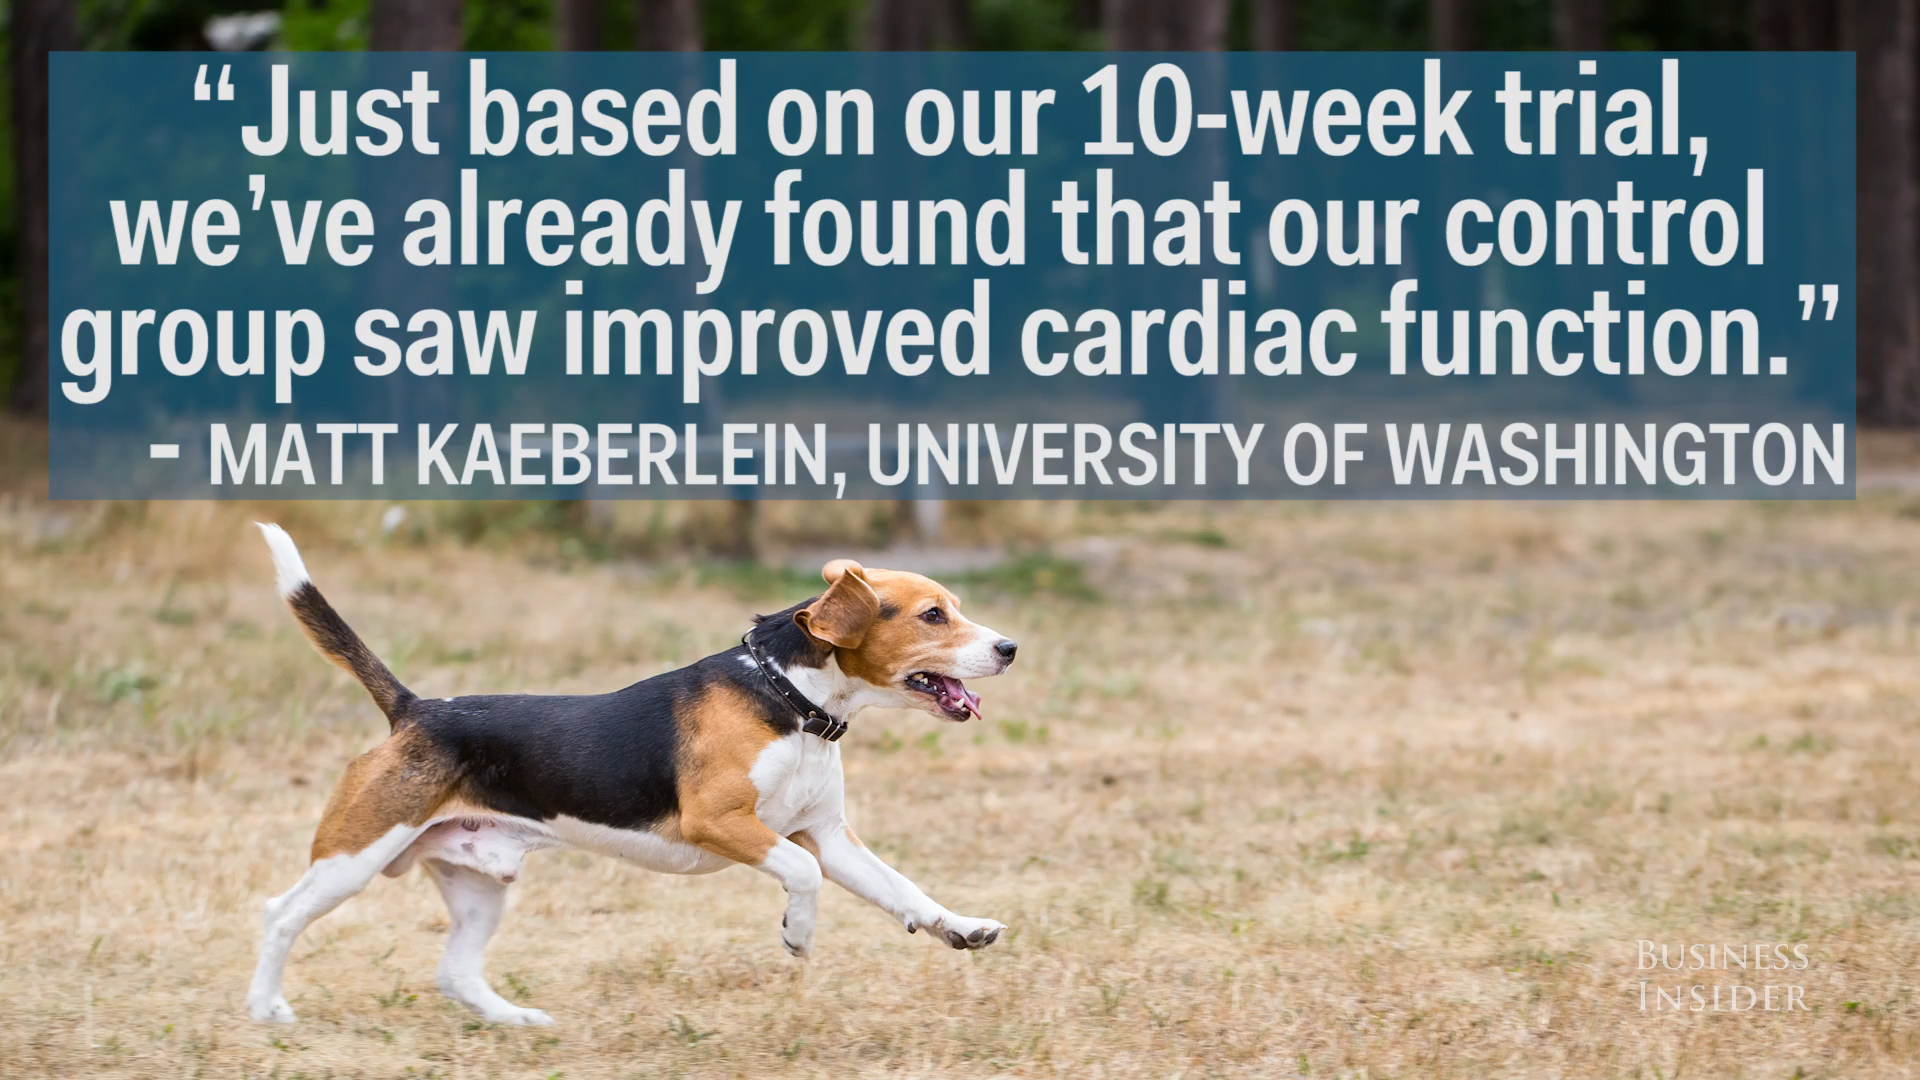 “Just based on our 10-week trial,
we’ve already found that our control
group saw improved cardiac function.”
- MATT KAEBERLEIN, UNIVERSITY OF WASHINGTON
BUSINESS
INSIDER